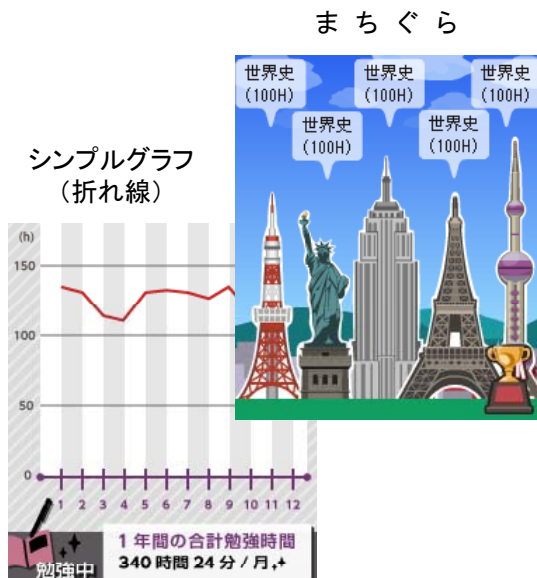 まちぐら
世界史
(100H)
世界史
(100H)
世界史
(100H)
世界史
(100H)
世界史
(100H)
シンプルグラフ
（折れ線）
(h)
150
100
50
0
1 2 3 4 5 6 7 8 9 10 11 12
勉強中
1年間の合計勉強時間
340時間24分/月